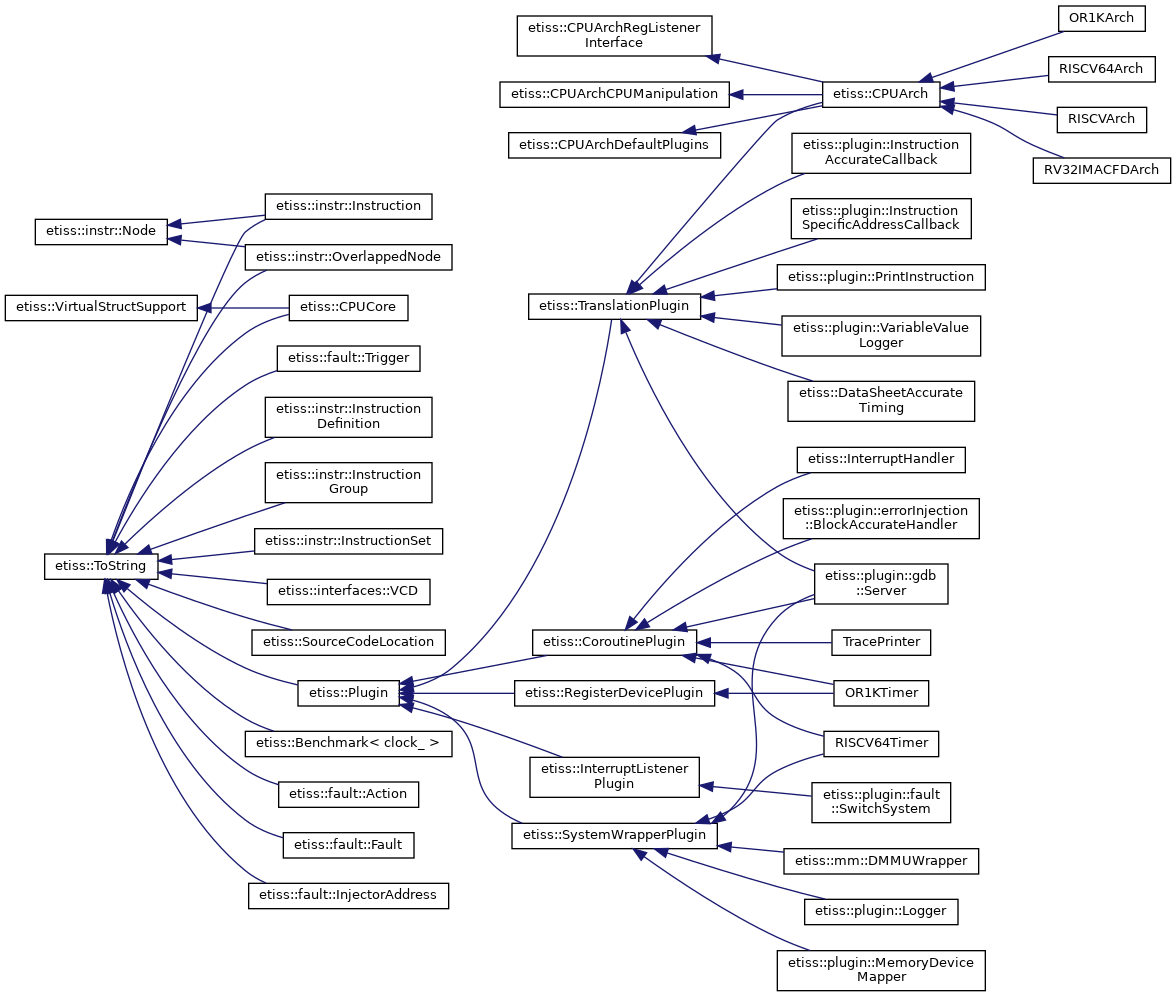 etiss::CPUArchRegListener
Interface
OR1KArch
RISCV64Arch
etiss::CPUArchCPUManipulation
etiss::CPUArch
RISCVArch
etiss::CPUArchDefaultPlugins
etiss::plugin::Instruction
AccurateCallback
RV32IMACFDArch
etiss::instr::Node
etiss::instr::Instruction
etiss::plugin::Instruction
SpecificAddressCallback
etiss::instr::OverlappedNode
etiss::plugin::PrintInstruction
etiss::VirtualStructSupport
etiss::CPUCore
etiss::TranslationPlugin
etiss::plugin::VariableValue
Logger
etiss::fault::Trigger
etiss::DataSheetAccurate
Timing
etiss::instr::Instruction
Definition
etiss::InterruptHandler
etiss::instr::Instruction
Group
etiss::plugin::errorInjection
::BlockAccurateHandler
etiss::instr::InstructionSet
etiss::ToString
etiss::interfaces::VCD
etiss::plugin::gdb
::Server
etiss::SourceCodeLocation
etiss::CoroutinePlugin
TracePrinter
etiss::Plugin
etiss::RegisterDevicePlugin
OR1KTimer
etiss::Benchmark< clock_ >
RISCV64Timer
etiss::InterruptListener
Plugin
etiss::fault::Action
etiss::plugin::fault
::SwitchSystem
etiss::fault::Fault
etiss::SystemWrapperPlugin
etiss::mm::DMMUWrapper
etiss::fault::InjectorAddress
etiss::plugin::Logger
etiss::plugin::MemoryDevice
Mapper